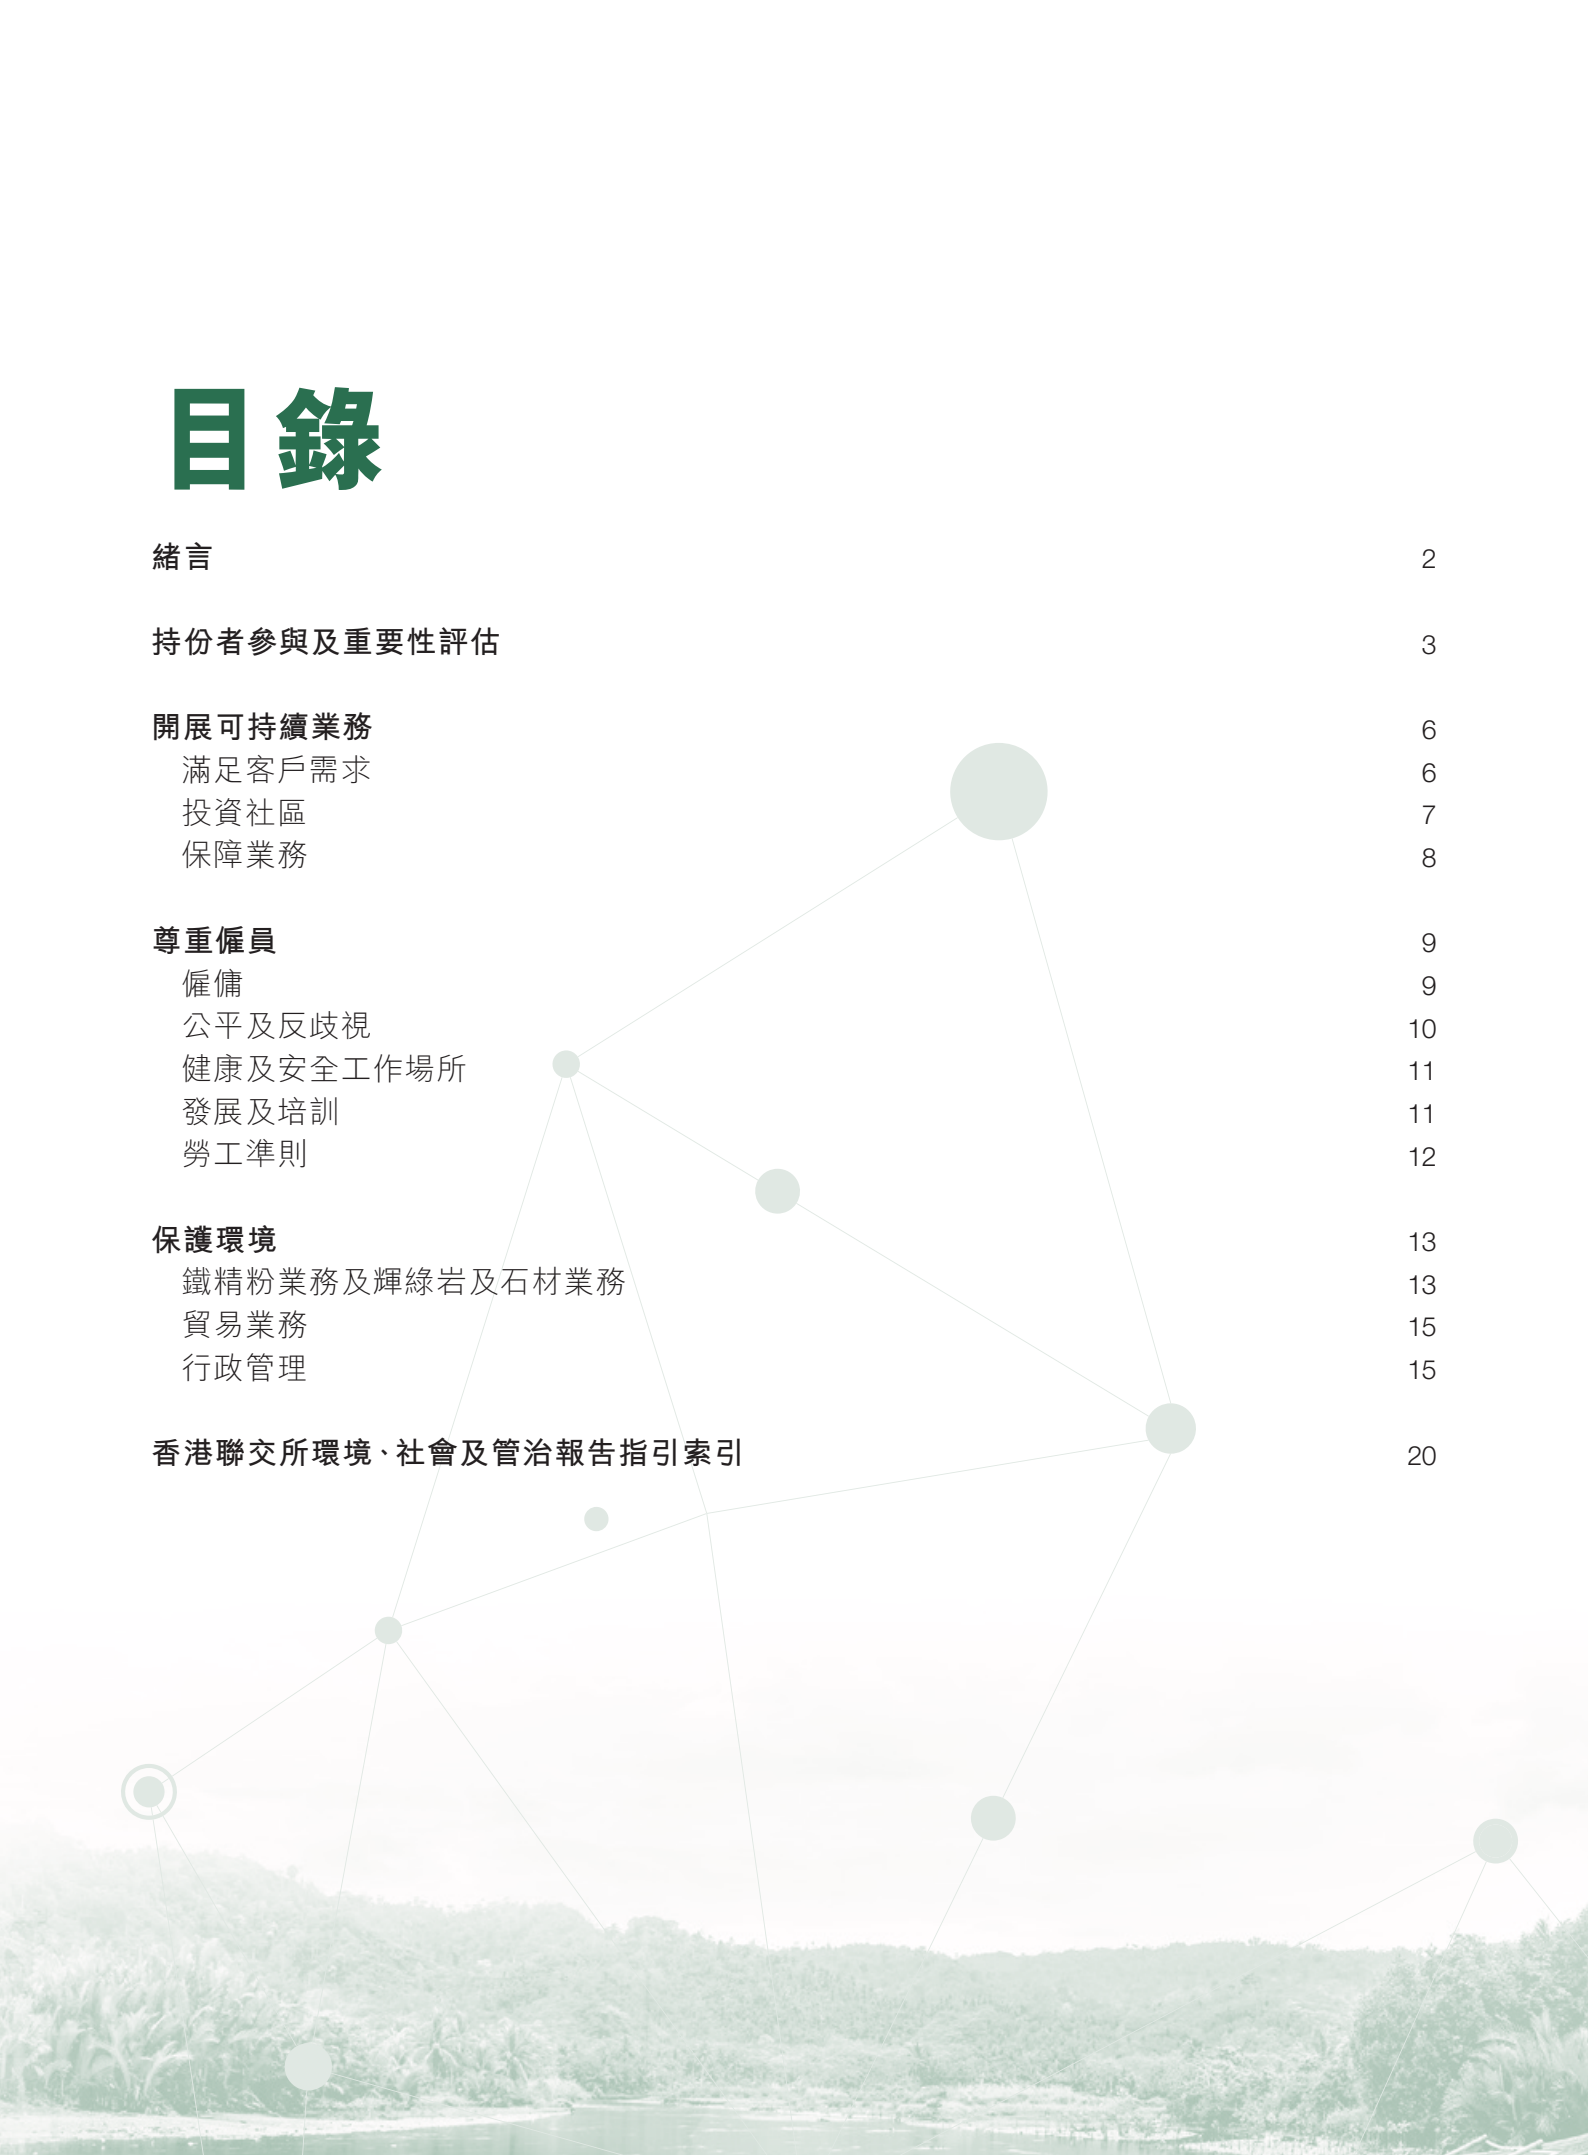 目錄
緒言 2
持份者參與及重要性評估 3
開展可持續業務 6
滿足客戶需求 6
投資社區 7
保障業務 8
尊重僱員 9
僱傭 9
公平及反歧視 10
健康及安全工作場所 11
發展及培訓 11
勞工準則 12
保護環境 13
鐵精粉業務及輝綠岩及石材業務 13
貿易業務 15
行政管理 15
香港聯交所環境、社會及管治報告指引索引 20